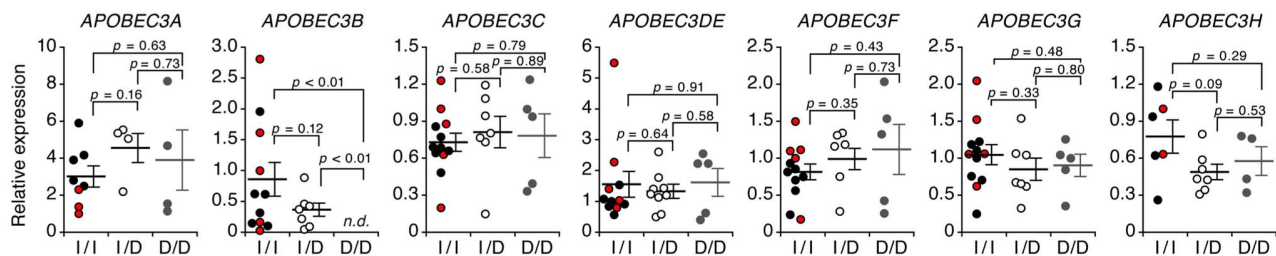 APOBEC3A APOBEC3B APOBEC3C APOBEC3DE APOBEC3F APOBEC3G APOBEC3H
Relative expression
10
8
6
4
2
0
p = 0.63
p = 0.73
p = 0.16
I/I I/D D/D
3.0
2.5
2.0
1.5
1.0
0.5
0
p < 0.01
p = 0.12
p < 0.01
n.d.
I/I I/D D/D
1.5
1.2
0.9
0.6
0.3
0
p = 0.79
p = 0.89
p = 0.58
I/I I/D D/D
6
5
4
3
2
1
0
p = 0.91
p = 0.58
p = 0.64
I/I I/D D/D
2.5
2.0
1.5
1.0
0.5
0
p = 0.43
p = 0.73
p = 0.35
I/I I/D D/D
2.5
2.0
1.5
1.0
0.5
0
p = 0.48
p = 0.80
p = 0.33
I/I I/D D/D
1.5
1.2
0.9
0.6
0.3
0
p = 0.29
p = 0.09
p = 0.53
I/I I/D D/D